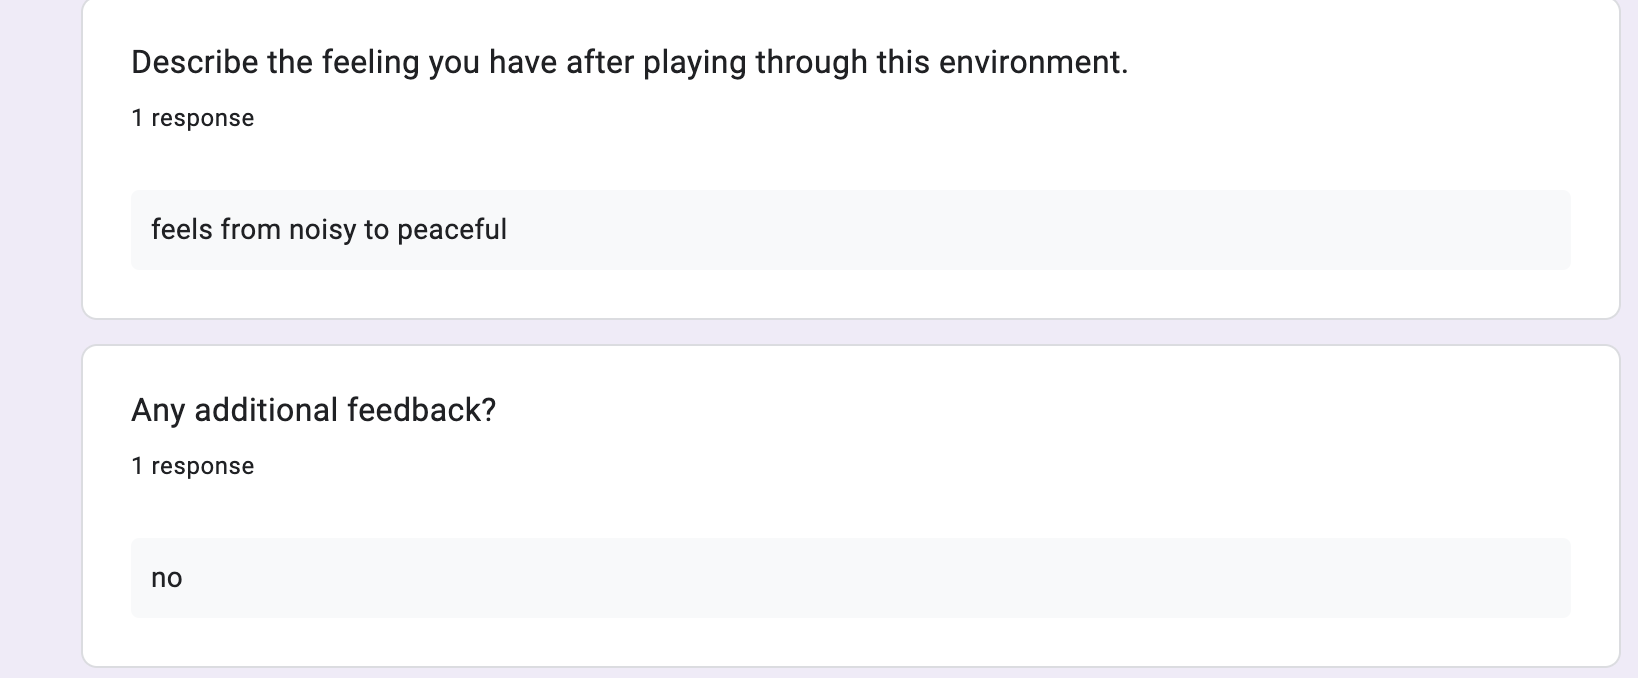 Describe the feeling you have after playing through this environment.
1 response
feels from noisy to peaceful
Any additional feedback?
1 response
no